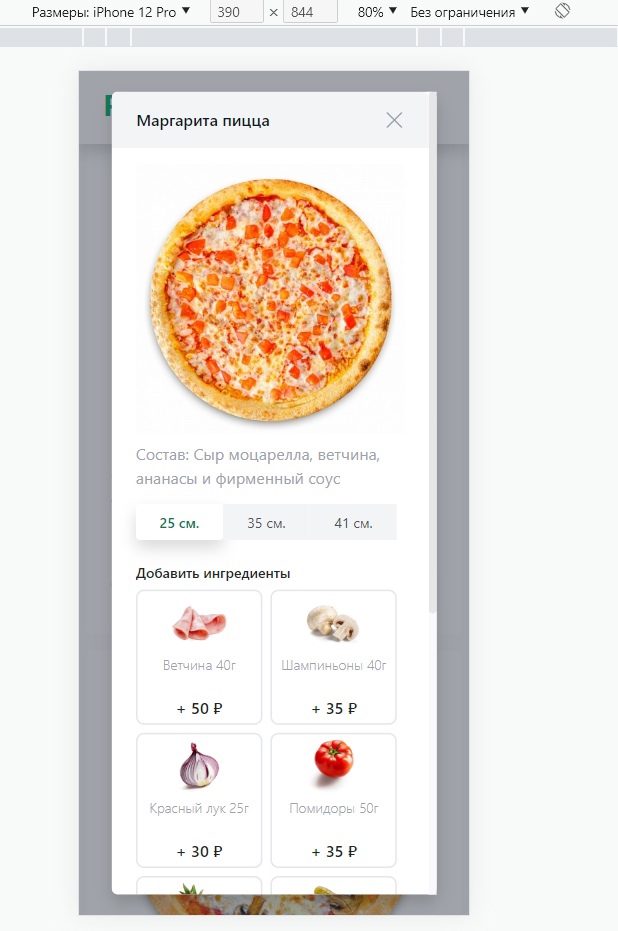 Размеры: iPhone 12 Pro ▼ 390 × 844 80% ▼ Без ограничения ▼
Маргарита пицца
Состав: Сыр моцарелла, ветчина,
ананасы и фирменный соус
25 см. 35 см. 41 см.
Добавить ингредиенты
Ветчина 40г Шампиньоны 40г
+ 50 ₽ + 35 ₽
Красный лук 25г Помидоры 50г
+ 30 ₽ + 35 ₽